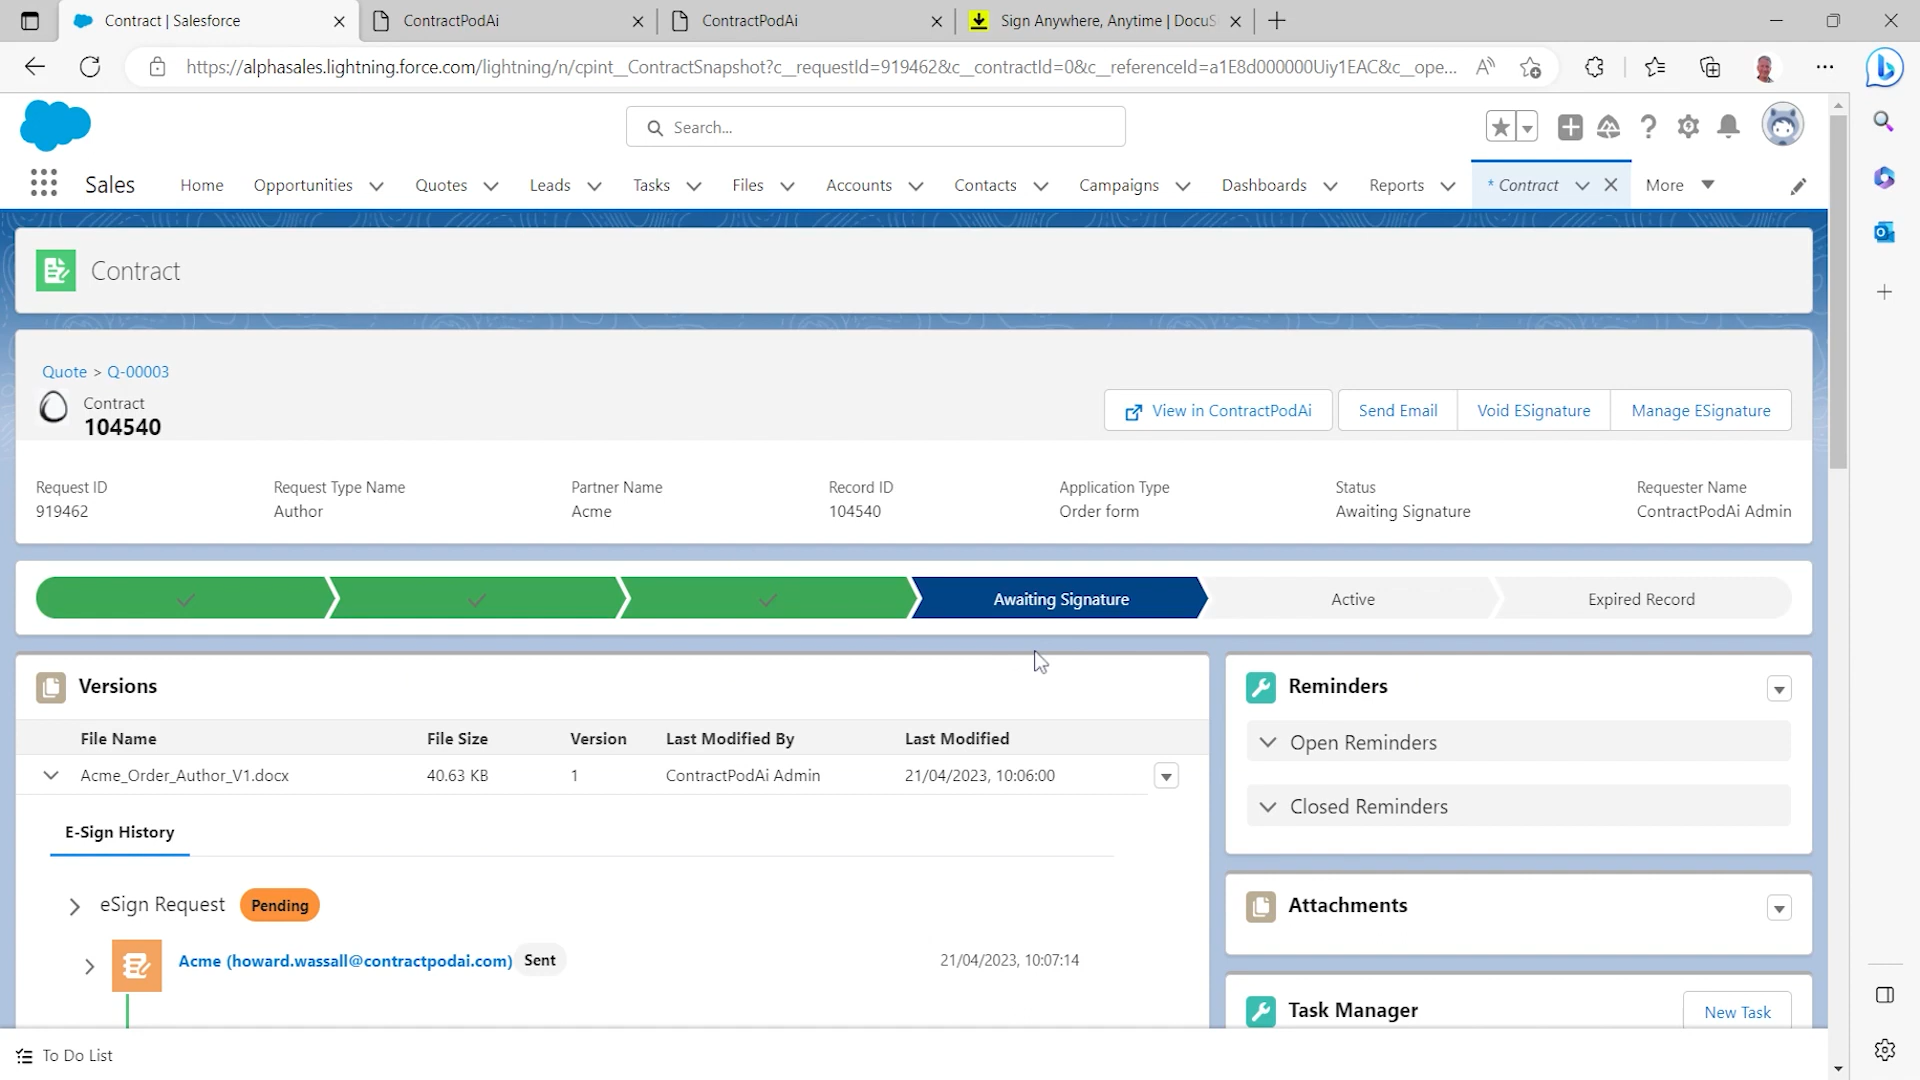 Contract | Salesforce
ContractPodAi
ContractPodAi
Sign Anywhere, Anytime | DocuS
https://alphasales.lightning.force.com/lightning/n/cpint__ContractSnapshot?c__requestId=919462&c__contractId=0&c__referenceId=a1E8d000000Uiy1EAC&c__ope...
Search...
Sales
Home
Opportunities
Quotes
Leads
Tasks
Files
Accounts
Contacts
Campaigns
Dashboards
Reports
* Contract
More
Contract
Quote > Q-00003
Contract
104540
View in ContractPodAi
Send Email
Void ESignature
Manage ESignature
Request ID
919462
Request Type Name
Author
Partner Name
Acme
Record ID
104540
Application Type
Order form
Status
Awaiting Signature
Requester Name
ContractPodAi Admin
Awaiting Signature
Active
Expired Record
Versions
File Name File Size Version Last Modified By Last Modified
Acme_Order_Author_V1.docx 40.63 KB 1 ContractPodAi Admin 21/04/2023, 10:06:00
E-Sign History
eSign Request Pending
Acme (howard.wassall@contractpodai.com) Sent 21/04/2023, 10:07:14
Reminders
Open Reminders
Closed Reminders
Attachments
Task Manager
New Task
To Do List